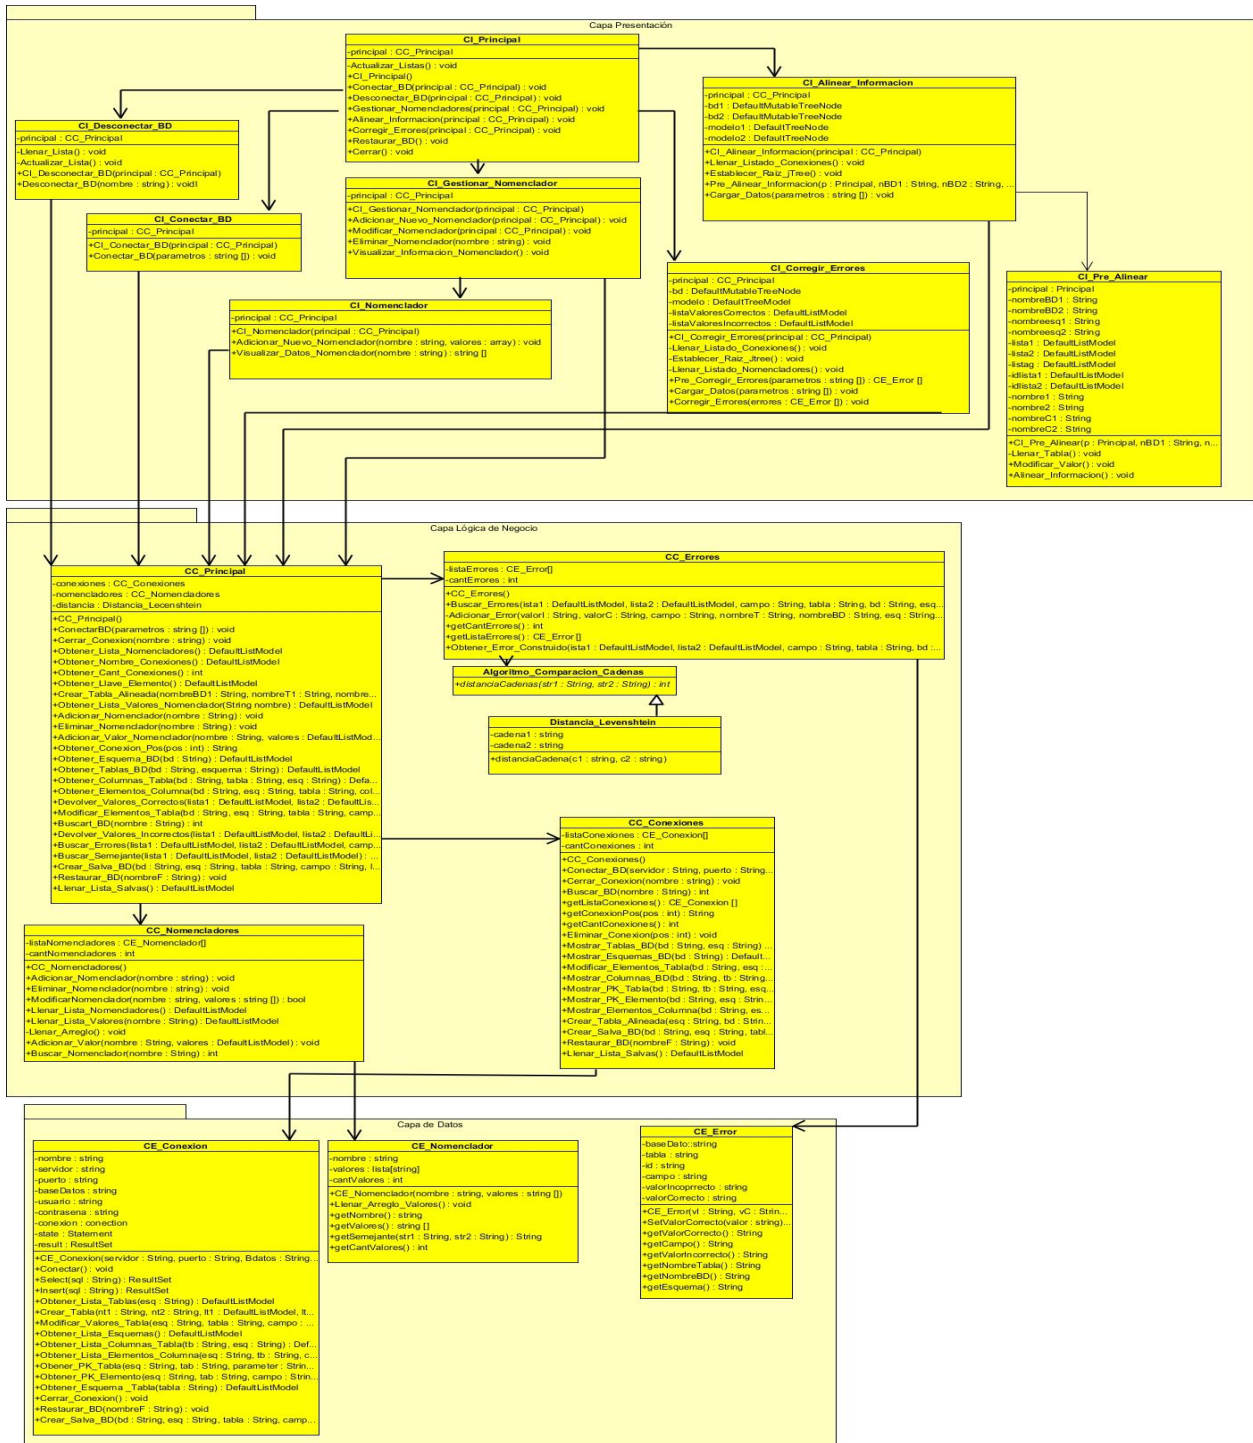 Capa Presentación
CI_Principal
-principal : CC_Principal
-Actualizar_Listas() : void
+CI_Principal()
+Conectar_BD(principal : CC_Principal) : void
+Desconectar_BD(principal : CC_Principal) : void
+Gestionar_Nomencladores(principal : CC_Principal) : void
+Alinear_Informacion(principal : CC_Principal) : void
+Corregir_Errores(principal : CC_Principal) : void
+Restaurar_BD() : void
+Cerrar() : void
CI_Alinear_Informacion
-principal : CC_Principal
-bd1 : DefaultMutableTreeNode
-bd2 : DefaultMutableTreeNode
-modelo1 : DefaultTreeNode
-modelo2 : DefaultTreeNode
+CI_Alinear_Informacion(principal : CC_Principal)
+Llenar_Listado_Conexiones() : void
+Establecer_Raiz_jTree() : void
+Pre_Alinear_Informacion(p : Principal, nBD1 : String, nBD2 : String, ...
+Cargar_Datos(parametros : string []) : void
CI_Desconectar_BD
-principal : CC_Principal
-Llenar_Lista() : void
-Actualizar_Lista() : void
+CI_Desconectar_BD(principal : CC_Principal)
+Desconectar_BD(nombre : string) : voidl
CI_Conectar_BD
-principal : CC_Principal
+CI_Conectar_BD(principal : CC_Principal)
+Conectar_BD(parametros : string []) : void
CI_Gestionar_Nomenclador
-principal : CC_Principal
+CI_Gestionar_Nomenclador(principal : CC_Principal)
+Adicionar_Nuevo_Nomenclador(principal : CC_Principal) : void
+Modificar_Nomenclador(principal : CC_Principal) : void
+Eliminar_Nomenclador(nombre : string) : void
+Visualizar_Informacion_Nomenclador() : void
CI_Nomenclador
-principal : CC_Principal
+CI_Nomenclador(principal : CC_Principal)
+Adicionar_Nuevo_Nomenclador(nombre : string, valores : array) : void
+Visualizar_Datos_Nomenclador(nombre : string) : string []
CI_Corregir_Errores
-principal : CC_Principal
-bd : DefaultMutableTreeNode
-modelo : DefaultTreeModel
-listaValoresCorrectos : DefaultListModel
-listaValoresIncorrectos : DefaultListModel
+CI_Corregir_Errores(principal : CC_Principal)
-Llenar_Listado_Conexiones() : void
-Establecer_Raiz_Jtree() : void
-Llenar_Listado_Nomencladores() : void
+Pre_Corregir_Errores(parametros : string []) : CE_Error []
+Cargar_Datos(parametros : string []) : void
+Corregir_Errores(errores : CE_Error []) : void
CI_Pre_Alinear
-principal : Principal
-nombreBD1 : String
-nombreBD2 : String
-nombreesq1 : String
-nombreesq2 : String
-lista1 : DefaultListModel
-lista2 : DefaultListModel
-listag : DefaultListModel
-idlista1 : DefaultListModel
-idlista2 : DefaultListModel
-nombre1 : String
-nombre2 : String
-nombreC1 : String
-nombreC2 : String
+CI_Pre_Alinear(p : Principal, nBD1 : String, n...
-Llenar_Tabla() : void
+Modificar_Valor() : void
+Alinear_Informacion() : void
Capa Lógica de Negocio
CC_Principal
-conexiones : CC_Conexiones
-nomencladores : CC_Nomencladores
-distancia : Distancia_Lecenshtein
+CC_Principal()
+ConectarBD(parametros : string []) : void
+Cerrar_Conexion(nombre : string) : void
+Obtener_Lista_Nomencladores() : DefaultListModel
+Obtener_Nombre_Conexiones() : DefaultListModel
+Obtener_Cant_Conexiones() : int
+Obtener_Llave_Elemento() : DefaultListModel
+Crear_Tabla_Alineada(nombreBD1 : String, nombreT1 : String, nombre...
+Obtener_Lista_Valores_Nomenclador(String nombre) : DefaultListModel
+Adicionar_Nomenclador(nombre : String) : void
+Eliminar_Nomenclador(nombre : String) : void
+Adicionar_Valor_Nomenclador(nombre : String, valores : DefaultListMod...
+Obtener_Conexion_Pos(pos : int) : String
+Obtener_Esquema_BD(bd : String) : DefaultListModel
+Obtener_Tablas_BD(bd : String, esquema : String) : DefaultListModel
+Obtener_Columnas_Tabla(bd : String, tabla : String, esq : String) : Defa...
+Obtener_Elementos_Columna(bd : String, esq : String, tabla : String, col...
+Devolver_Valores_Correctos(lista1 : DefaultListModel, lista2 : DefaultLis...
+Modificar_Elementos_Tabla(bd : String, esq : String, tabla : String, camp...
+Buscart_BD(nombre : String) : int
+Devolver_Valores_Incorrectos(lista1 : DefaultListModel, lista2 : DefaultLi...
+Buscar_Errores(lista1 : DefaultListModel, lista2 : DefaultListModel, camp...
+Buscar_Semejante(lista1 : DefaultListModel, lista2 : DefaultListModel) : ...
+Crear_Salva_BD(bd : String, esq : String, tabla : String, campo : String, l...
+Restaurar_BD(nombreF : String) : void
+Llenar_Lista_Salvas() : DefaultListModel
CC_Errores
-listaErrores : CE_Error[]
-cantErrores : int
+CC_Errores()
+Buscar_Errores(ista1 : DefaultListModel, lista2 : DefaultListModel, campo : String, tabla : String, bd : String, esq...
-Adicionar_Error(valorI : String, valorC : String, campo : String, nombreT : String, nombreBD : String, esq : String...
+getCantErrores() : int
+getListaErrores() : CE_Error []
+Obtener_Error_Construido(ista1 : DefaultListModel, lista2 : DefaultListModel, campo : String, tabla : String, bd :...
Algoritmo_Comparacion_Cadenas
+distanciaCadenas(str1 : String, str2 : String) : int
Distancia_Levenshtein
-cadena1 : string
-cadena2 : string
+distanciaCadena(c1 : string, c2 : string)
CC_Conexiones
-listaConexiones : CE_Conexion[]
-cantConexiones : int
+CC_Conexiones()
+Conectar_BD(servidor : String, puerto : String...
+Cerrar_Conexion(nombre : string) : void
+Buscar_BD(nombre : String) : int
+getListaConexiones() : CE_Conexion []
+getConexionPos(pos : int) : String
+getCantConexiones() : int
+Eliminar_Conexion(pos : int) : void
+Mostrar_Tablas_BD(bd : String, esq : String) ...
+Mostrar_Esquemas_BD(bd : String) : Default...
+Modificar_Elementos_Tabla(bd : String, esq :...
+Mostrar_Columnas_BD(bd : String, tb : String...
+Mostrar_PK_Tabla(bd : String, tb : String, esq...
+Mostrar_PK_Elemento(bd : String, esq : Strin...
+Mostrar_Elementos_Columna(bd : String, es...
+Crear_Tabla_Alineada(esq : String, bd : Strin...
+Crear_Salva_BD(bd : String, esq : String, tabl...
+Restaurar_BD(nombreF : String) : void
+Llenar_Lista_Salvas() : DefaultListModel
CC_Nomencladores
-listaNomencladores : CE_Nomenclador[]
-cantNomencladores : int
+CC_Nomencladores()
+Adicionar_Nomenclador(nombre : string) : void
+Eliminar_Nomenclador(nombre : string) : void
+ModificarNomenclador(nombre : string, valores : string []) : bool
+Llenar_Lista_Nomencladores() : DefaultListModel
+Llenar_Lista_Valores(nombre : String) : DefaultListModel
-Llenar_Arreglo() : void
+Adicionar_Valor(nombre : String, valores : DefaultListModel) : void
+Buscar_Nomenclador(nombre : String) : int
Capa de Datos
CE_Conexion
-nombre : string
-servidor : string
-puerto : string
-baseDatos : string
-usuario : string
-contrasena : string
-conexion : conection
-state : Statement
-result : ResultSet
+CE_Conexion(servidor : String, puerto : String, Bdatos : String...
+Conectar() : void
+Select(sql : String) : ResultSet
+Insert(sql : String) : ResultSet
+Obtener_Lista_Tablas(esq : String) : DefaultListModel
+Crear_Tabla(nt1 : String, nt2 : String, lt1 : DefaultListModel, lt...
+Modificar_Valores_Tabla(esq : String, tabla : String, campo : ...
+Obtener_Lista_Esquemas() : DefaultListModel
+Obtener_Lista_Columnas_Tabla(tb : String, esq : String) : Def...
+Obtener_Lista_Elementos_Columna(esq : String, tb : String, c...
+Obener_PK_Tabla(esq : String, tab : String, parameter : Strin...
+Obtener_PK_Elemento(esq : String, tab : String, campo : Strin...
+Obtener_Esquema _Tabla(tabla : String) : DefaultListModel
+Cerrar_Conexion() : void
+Restaurar_BD(nombreF : String) : void
+Crear_Salva_BD(bd : String, esq : String, tabla : String, camp...
CE_Nomenclador
-nombre : string
-valores : lista[string]
-cantValores : int
+CE_Nomenclador(nombre : string, valores : string [])
+Llenar_Arreglo_Valores() : void
+getNombre() : string
+getValores() : string []
+getSemejante(str1 : String, str2 : String) : String
+getCantValores() : int
CE_Error
-baseDato::string
-tabla : string
-id : string
-campo : string
-valorIncoprrecto : string
-valorCorrecto : string
+CE_Error(vI : String, vC : Strin...
+SetValorCorrecto(valor : string)...
+getValorCorrecto() : String
+getCampo() : String
+getValorIncorrecto() : String
+getNombreTabla() : String
+getNombreBD() : String
+getEsquema() : String